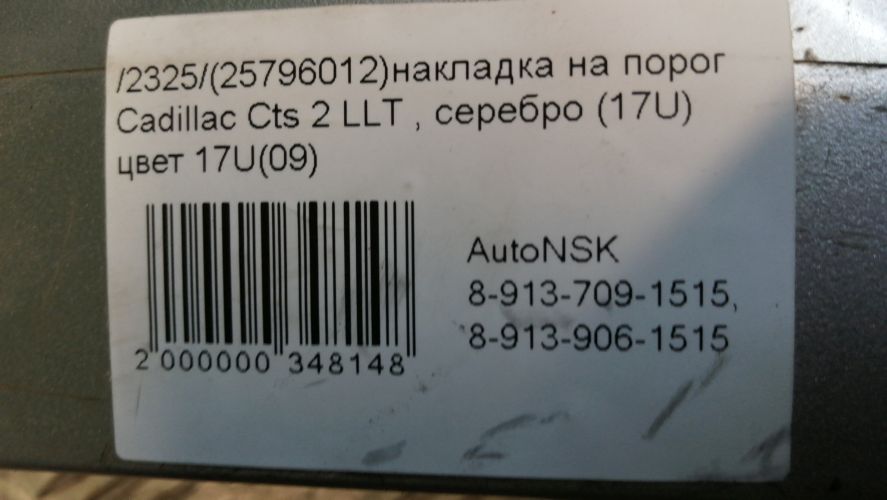 /2325/(25796012)накладка на порог
Cadillac Cts 2 LLT , серебро (17U)
цвет 17U(09)
AutoNSK
8-913-709-1515,
8-913-906-1515
2 000000 348148